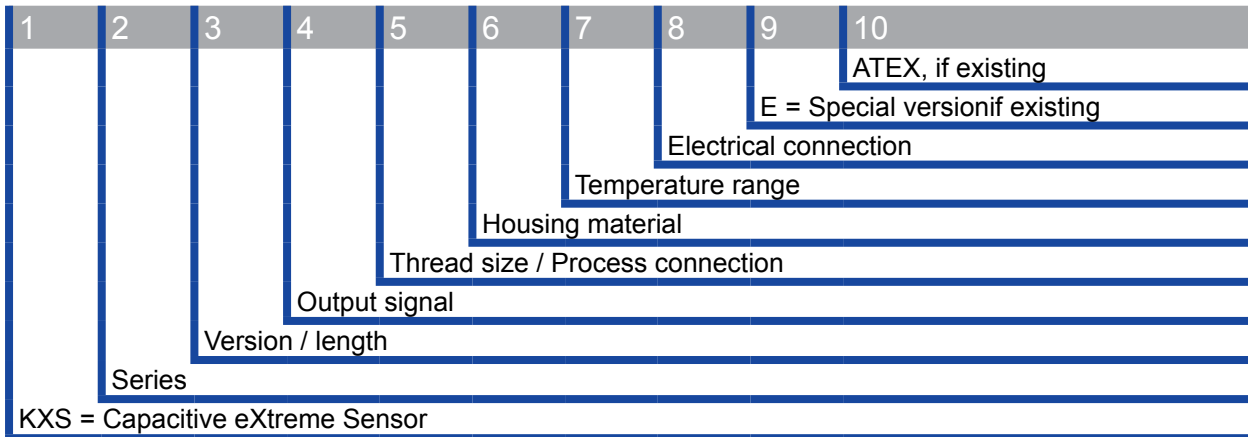 1 2 3 4 5 6 7 8 9 10
ATEX, if existing
E = Special versionif existing
Electrical connection
Temperature range
Housing material
Thread size / Process connection
Output signal
Version / length
Series
KXS = Capacitive eXtreme Sensor